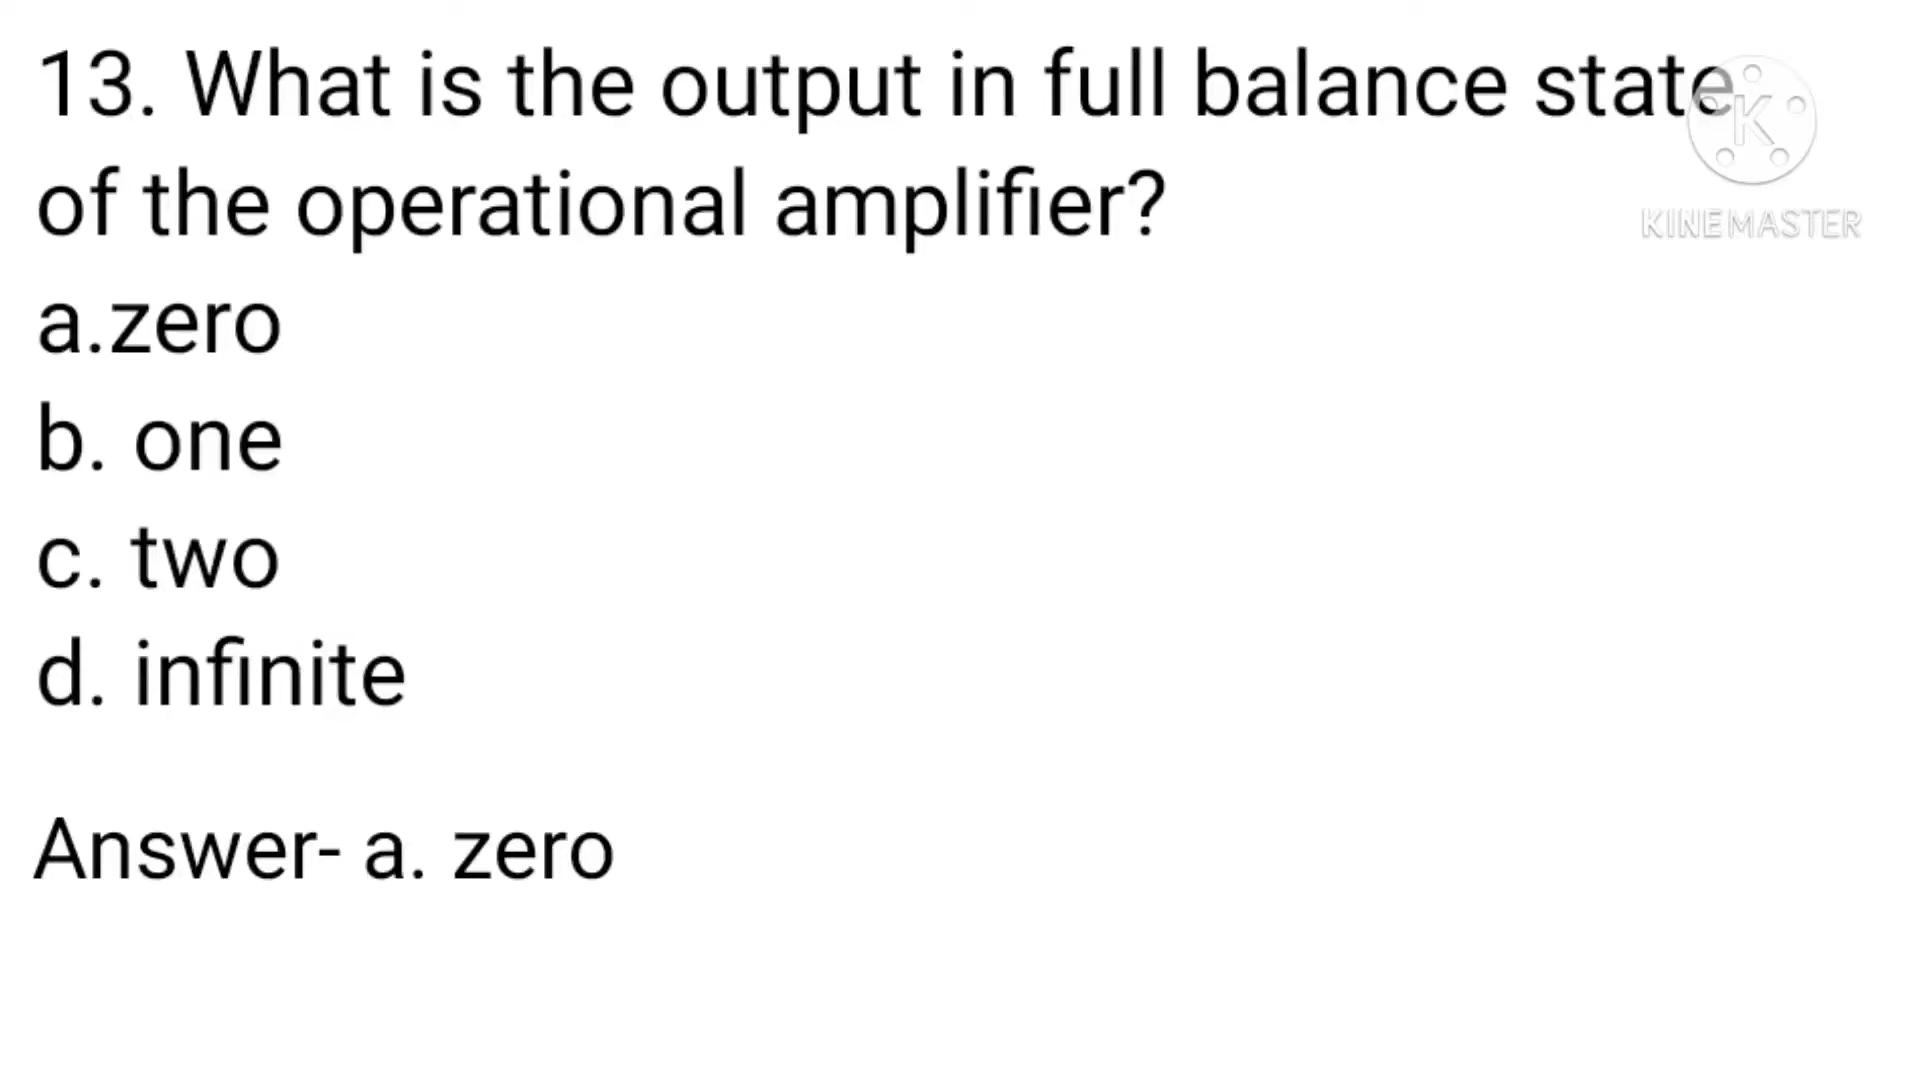 13. What is the output in full balance state
of the operational amplifier?
a.zero
b. one
c. two
d. infinite
Answer- a. zero
K
KINEMASTER